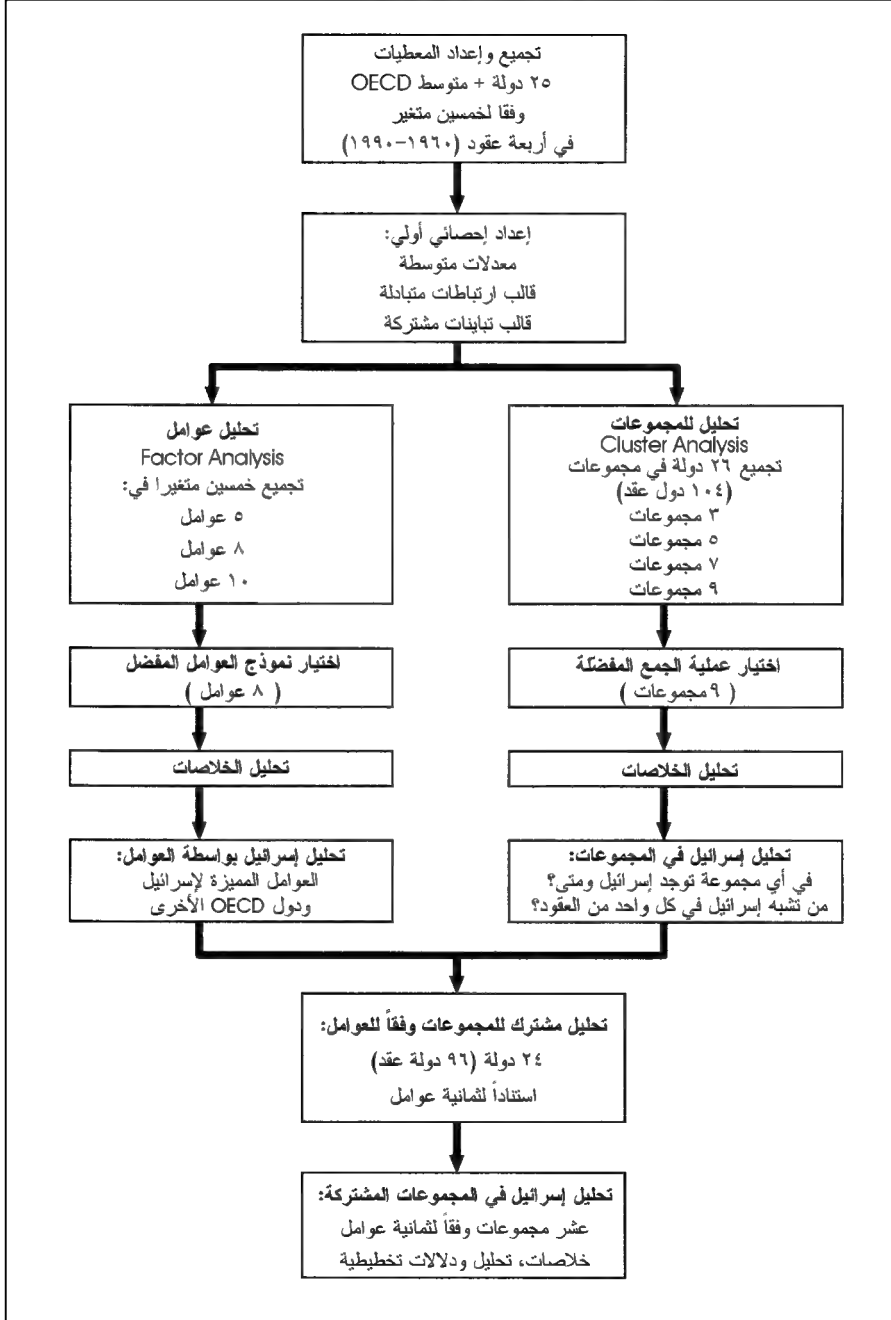 تجميع وإعداد المعطيات
٢٥ دولة + متوسط OECD
وفقا لخمسين متغير
في أربعة عقود (١٩٦٠-١٩٩٠)
إعداد إحصائي أولي:
معدلات متوسطة
قالب ارتباطات متبادلة
قالب تباينات مشتركة
تحليل للمجموعات
Cluster Analysis
تجميع ٢٦ دولة في مجموعات
(١٠٤ دول عقد)
٣ مجموعات
٥ مجموعات
٧ مجموعات
٩ مجموعات
تحليل عوامل
Factor Analysis
تجميع خمسين متغيرا في:
٥ عوامل
٨ عوامل
١٠ عوامل
اختيار عملية الجمع المفضلة
( ٩ مجموعات )
اختيار نموذج العوامل المفضل
( ٨ عوامل )
تحليل الخلاصات
تحليل الخلاصات
تحليل إسرائيل في المجموعات:
في أي مجموعة توجد إسرائيل ومتى؟
من تشبه إسرائيل في كل واحد من العقود؟
تحليل إسرائيل بواسطة العوامل:
العوامل المميزة لإسرائيل
ودول OECD الأخرى
تحليل مشترك للمجموعات وفقاً للعوامل:
٢٤ دولة (٩٦ دولة عقد)
استناداً لثمانية عوامل
تحليل إسرائيل في المجموعات المشتركة:
عشر مجموعات وفقاً لثمانية عوامل
خلاصات، تحليل ودلالات تخطيطية